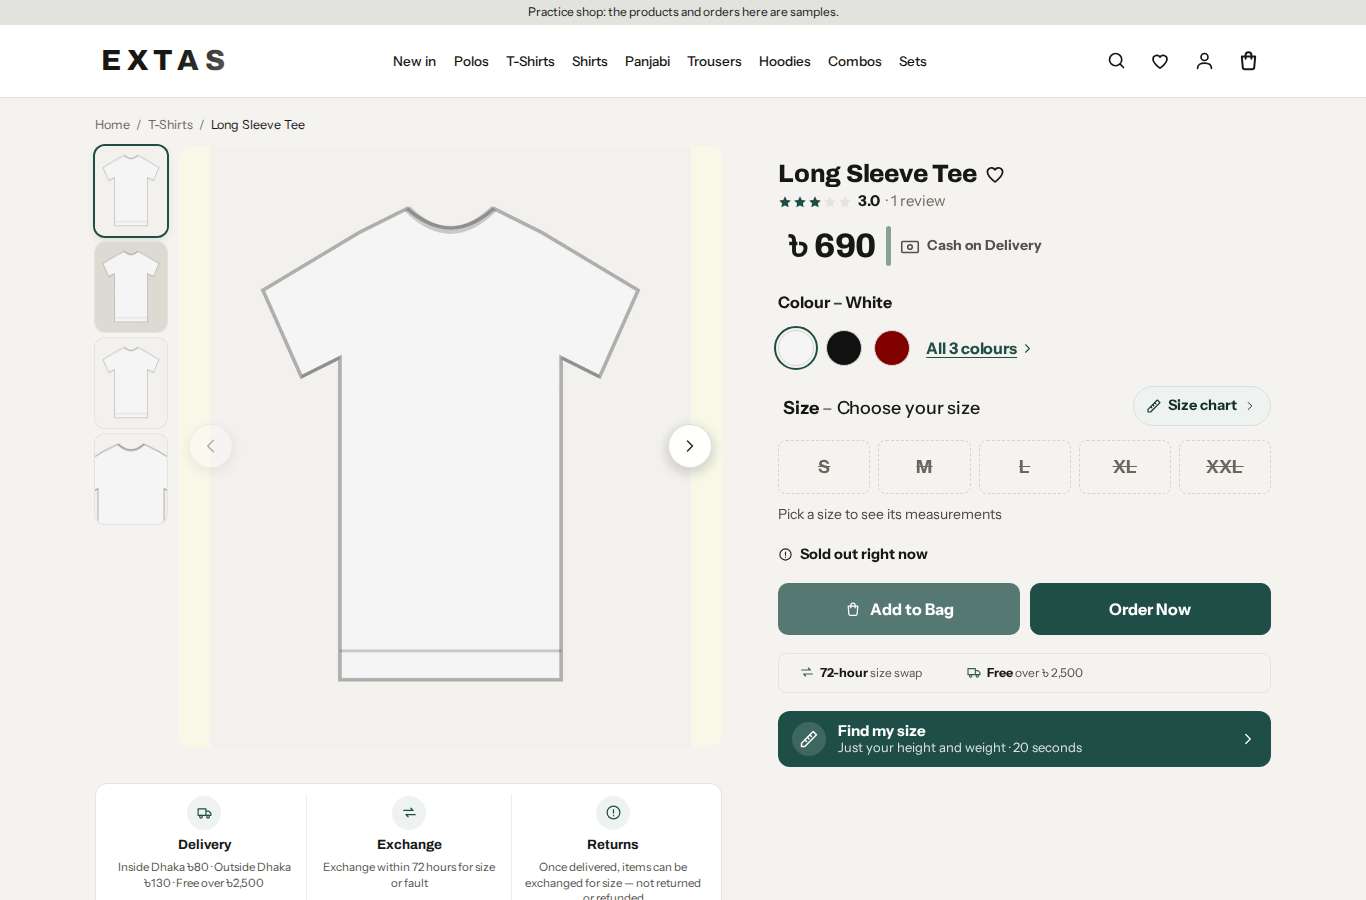 Practice shop: the products and orders here are samples.
EXTAS
New in Polos T-Shirts Shirts Panjabi Trousers Hoodies Combos Sets
Home / T-Shirts / Long Sleeve Tee
Long Sleeve Tee
3.0 · 1 review
৳ 690 Cash on Delivery
Colour – White
All 3 colours
Size – Choose your size Size chart
S M L XL XXL
Pick a size to see its measurements
Sold out right now
Add to Bag Order Now
72-hour size swap Free over ৳ 2,500
Find my size
Just your height and weight · 20 seconds
Delivery
Inside Dhaka ৳80 · Outside Dhaka
৳130 · Free over ৳2,500
Exchange
Exchange within 72 hours for size
or fault
Returns
Once delivered, items can be
exchanged for size — not returned
or refunded